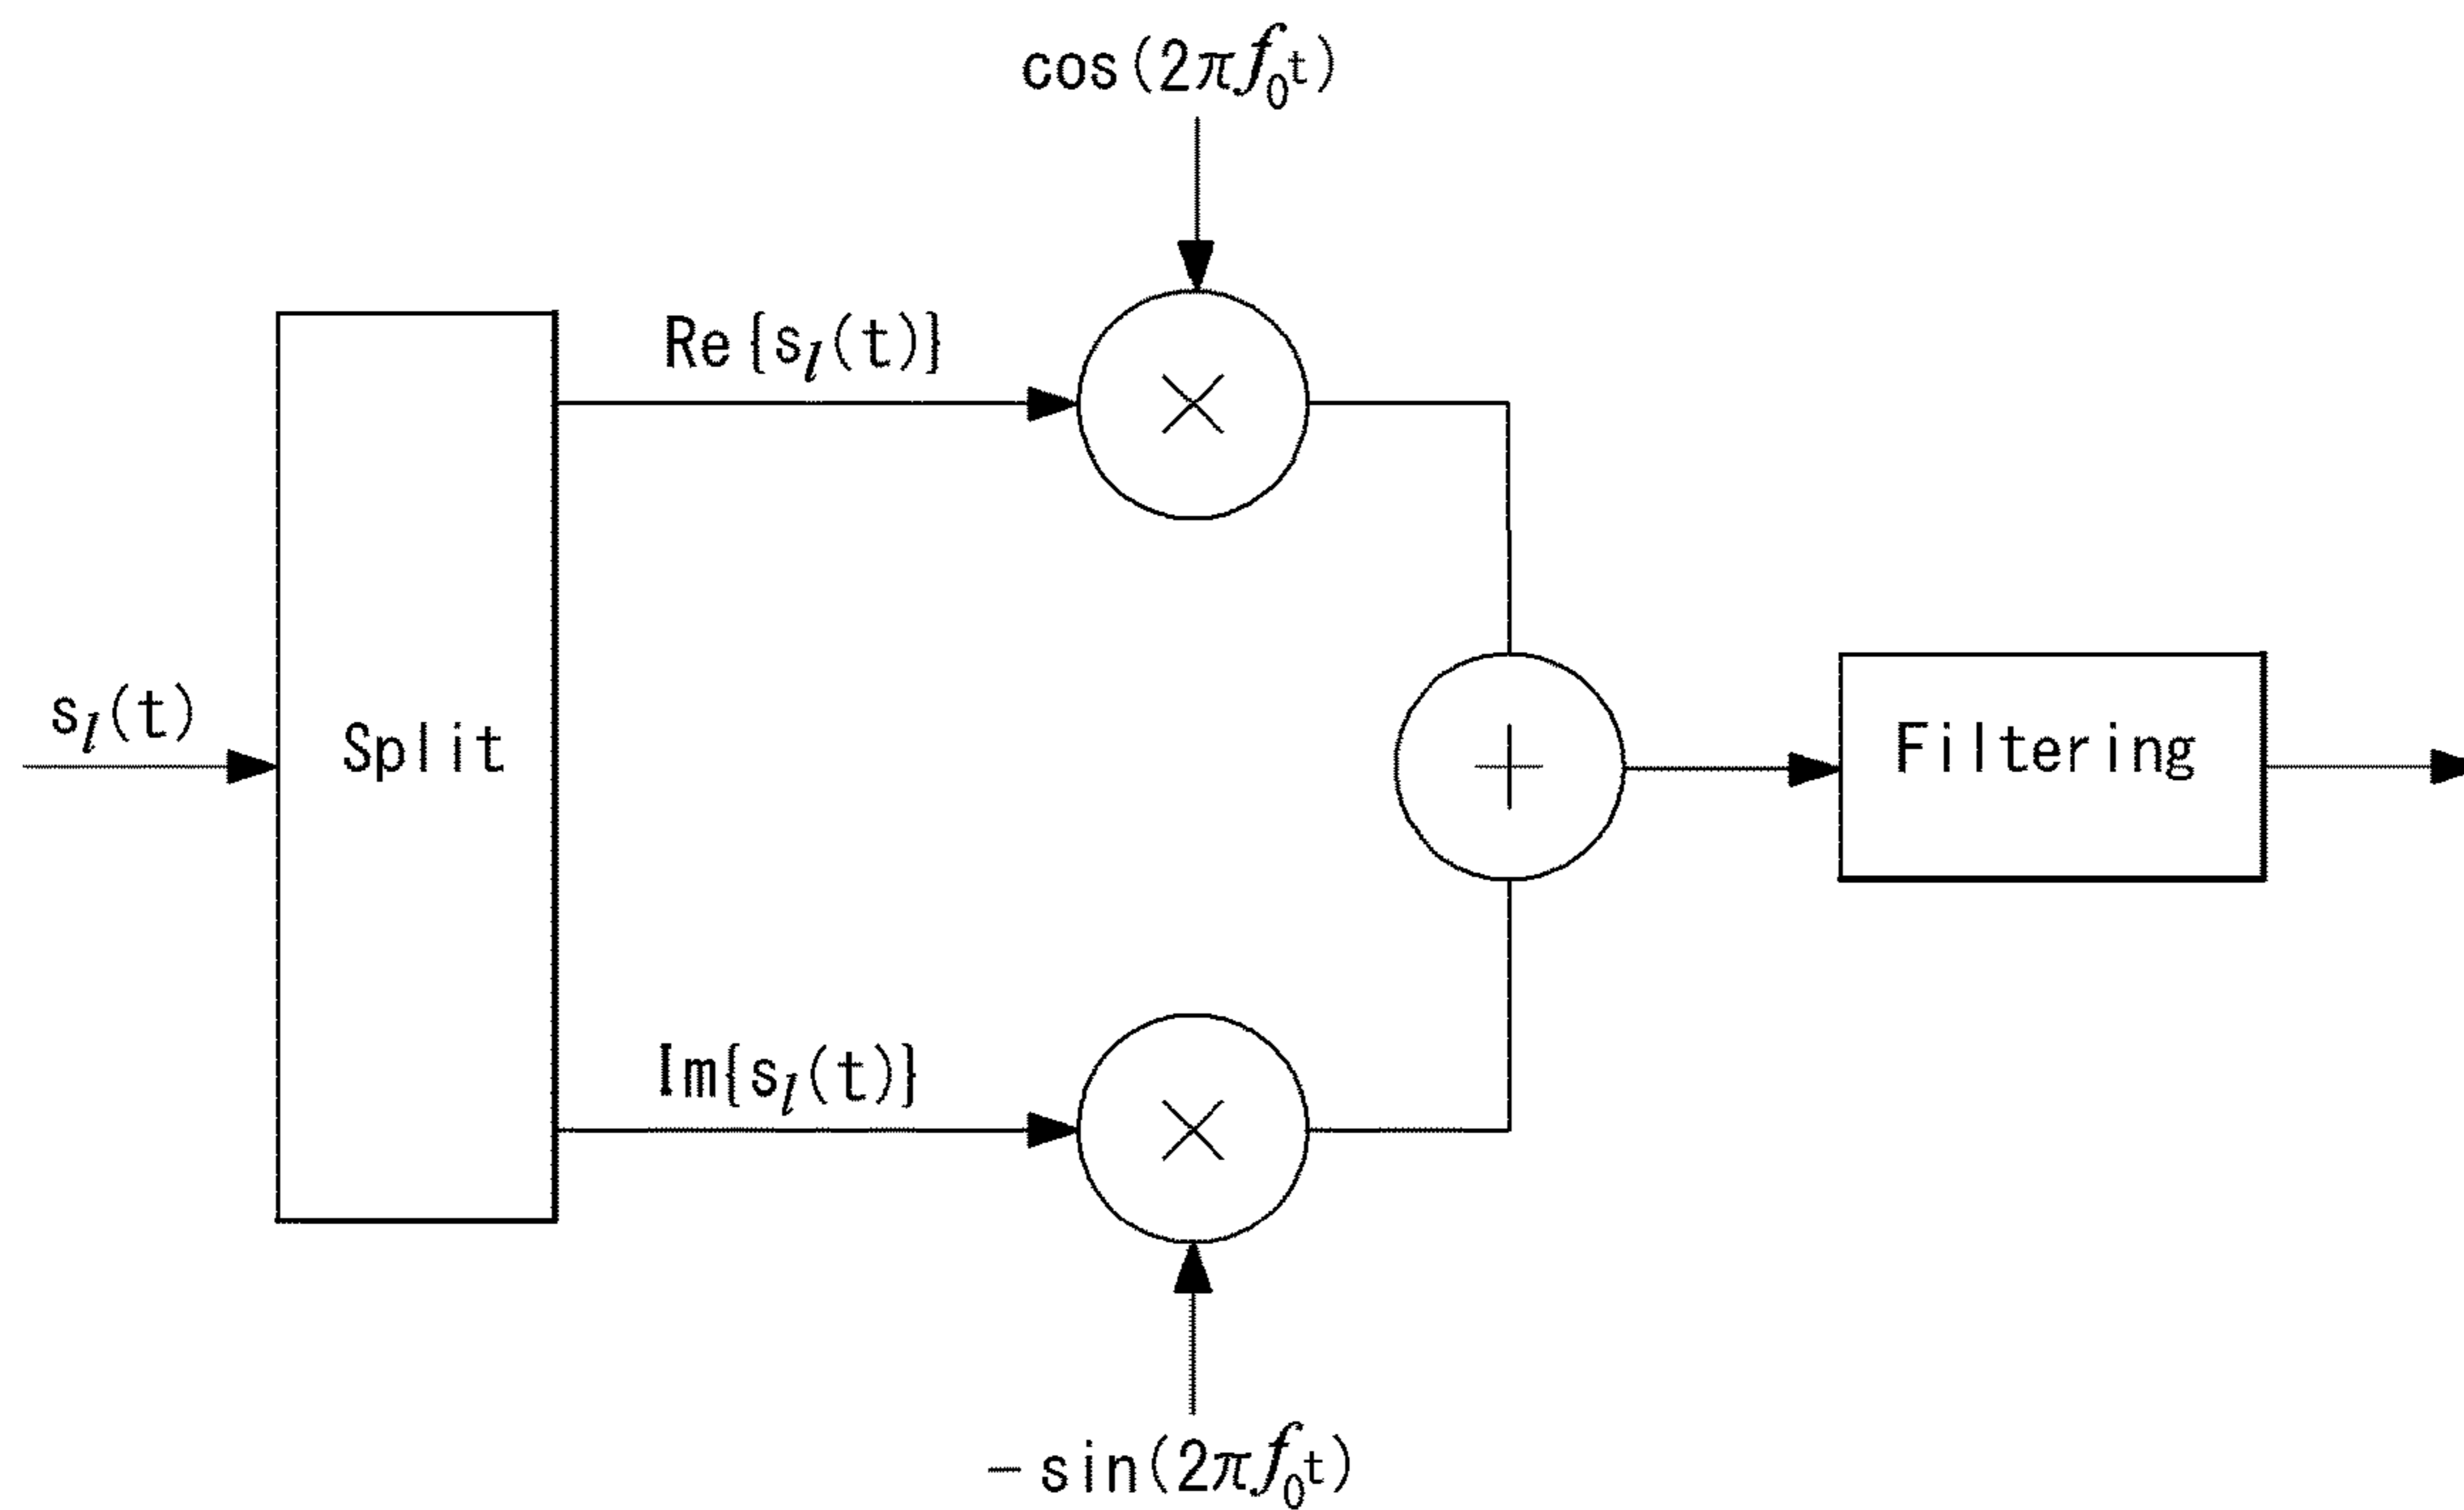 cos(2πf₀t)
Re{sₗ(t)}
sₗ(t)
Split
Filtering
Im{sₗ(t)}
−sin(2πf₀t)